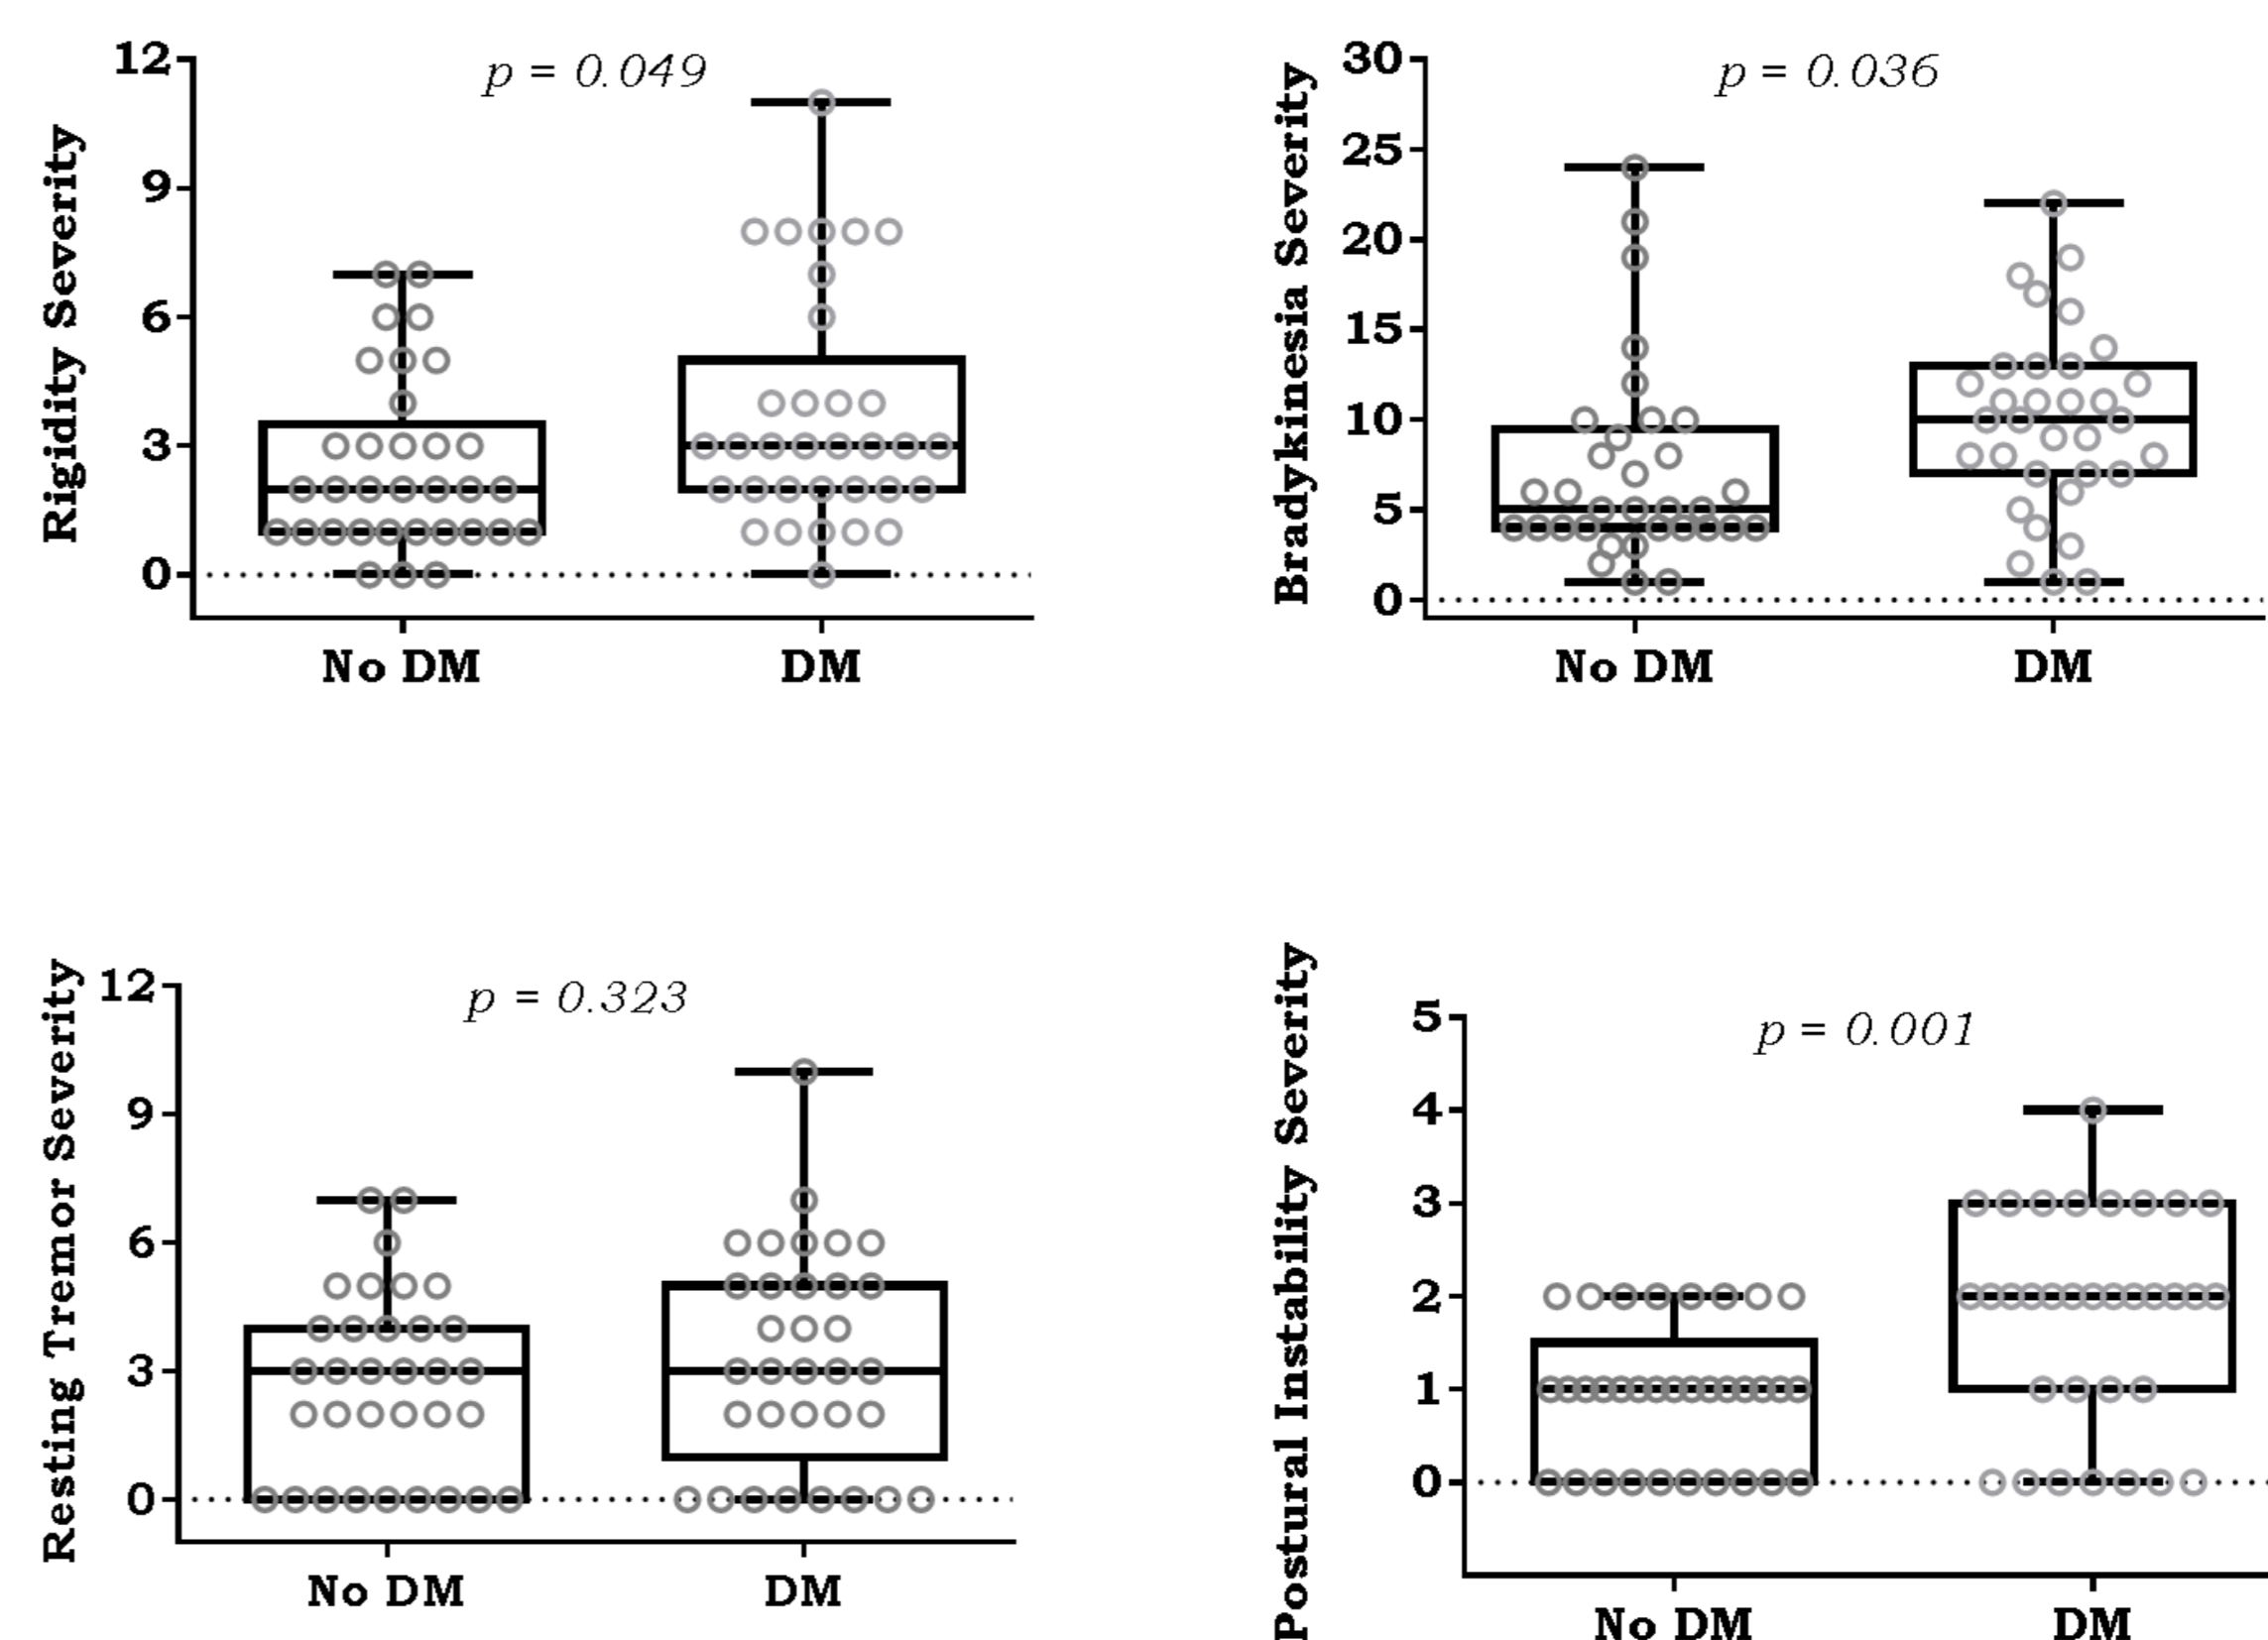 Rigidity Severity
12
9
6
3
0
p = 0.049
No DM
DM
Bradykinesia Severity
30
25
20
15
10
5
0
p = 0.036
No DM
DM
Resting Tremor Severity
12
9
6
3
0
p = 0.323
No DM
DM
Postural Instability Severity
5
4
3
2
1
0
p = 0.001
No DM
DM